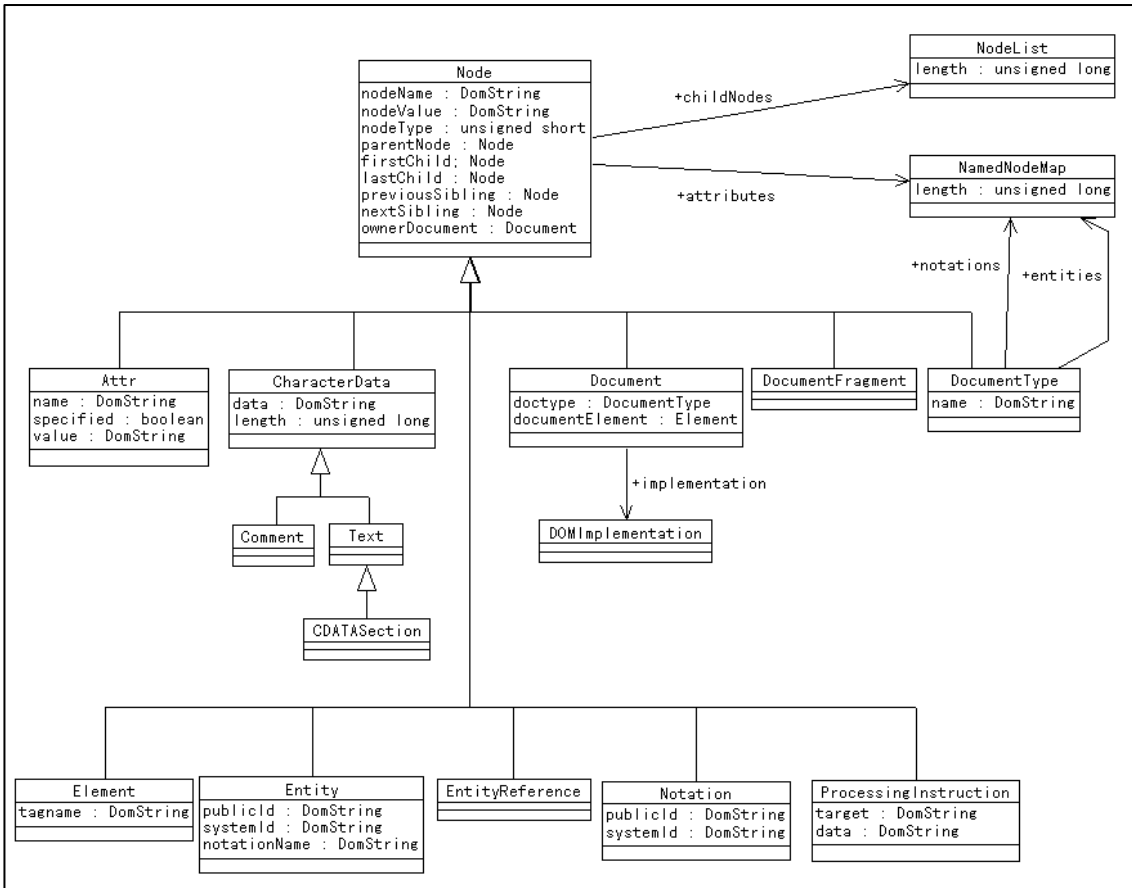 Node
nodeName : DomString
nodeValue : DomString
nodeType : unsigned short
parentNode : Node
firstChild; Node
lastChild : Node
previousSibling : Node
nextSibling : Node
ownerDocument : Document
+childNodes
NodeList
length : unsigned long
+attributes
NamedNodeMap
length : unsigned long
+notations
+entities
Attr
name : DomString
specified : boolean
value : DomString
CharacterData
data : DomString
length : unsigned long
Document
doctype : DocumentType
documentElement : Element
DocumentFragment
DocumentType
name : DomString
+implementation
DOMImplementation
Comment
Text
CDATASection
Element
tagname : DomString
Entity
publicId : DomString
systemId : DomString
notationName : DomString
EntityReference
Notation
publicId : DomString
systemId : DomString
ProcessingInstruction
target : DomString
data : DomString